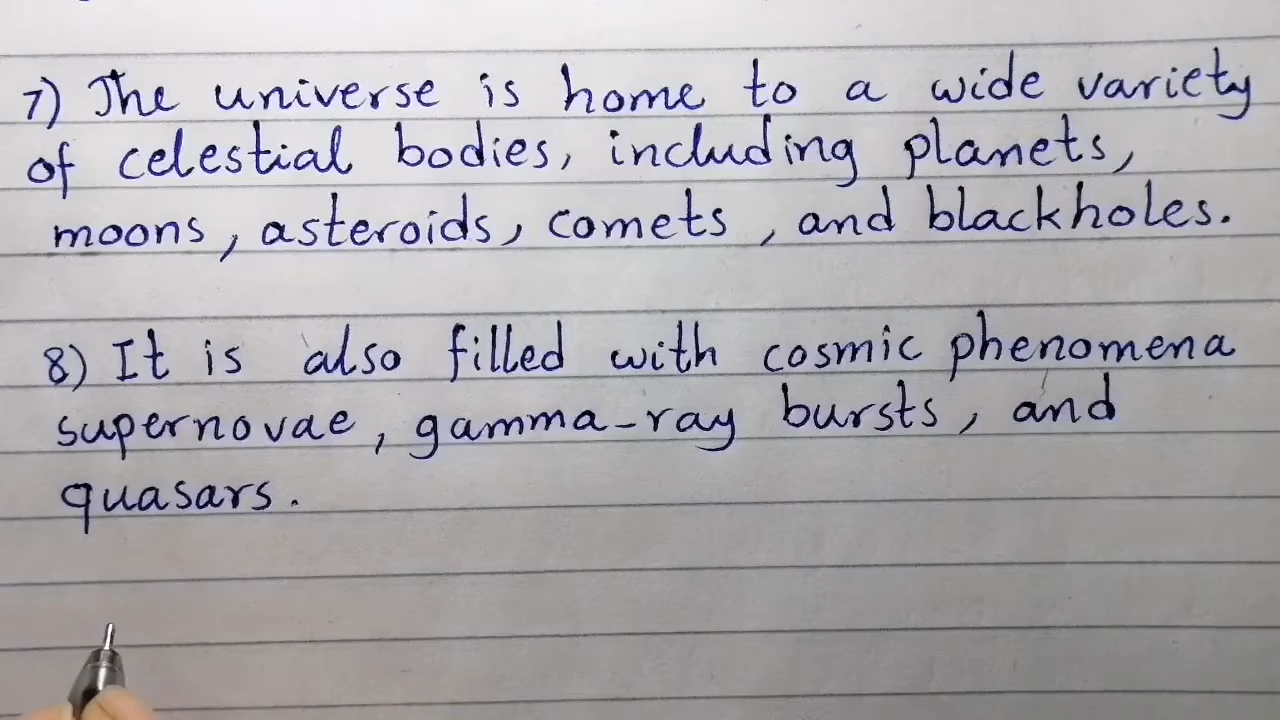 7) The universe is home to a wide variety
of celestial bodies, including planets,
moons, asteroids, comets, and blackholes.
8) It is also filled with cosmic phenomena
supernovae, gamma-ray bursts, and
quasars.